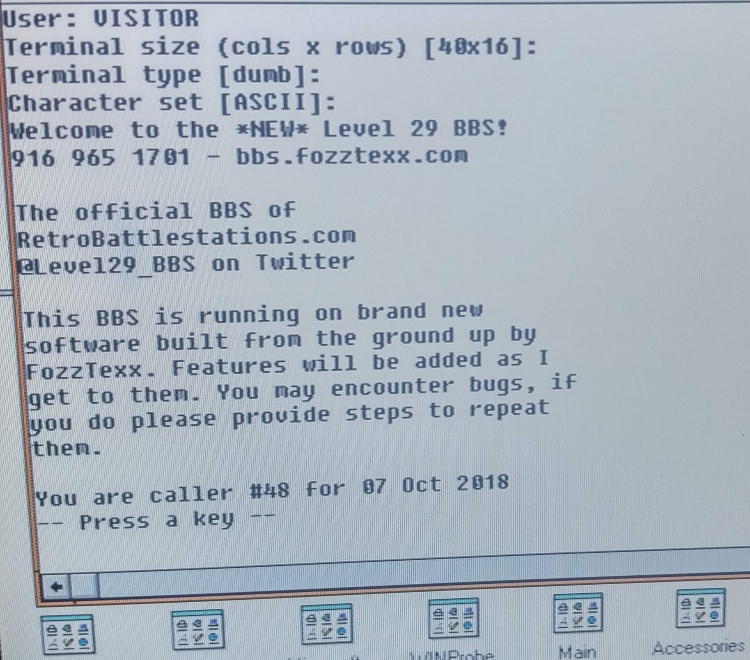 User: VISITOR
Terminal size (cols x rows) [40x16]:
Terminal type [dumb]:
Character set [ASCII]:
Welcome to the *NEW* Level 29 BBS!
916 965 1701 - bbs.fozztexx.com
The official BBS of
RetroBattlestations.com
@Level29_BBS on Twitter
This BBS is running on brand new
software built from the ground up by
FozzTexx. Features will be added as I
get to them. You may encounter bugs, if
you do please provide steps to repeat
them.
You are caller #48 for 07 Oct 2018
-- Press a key --
WINProbe Main Accessories